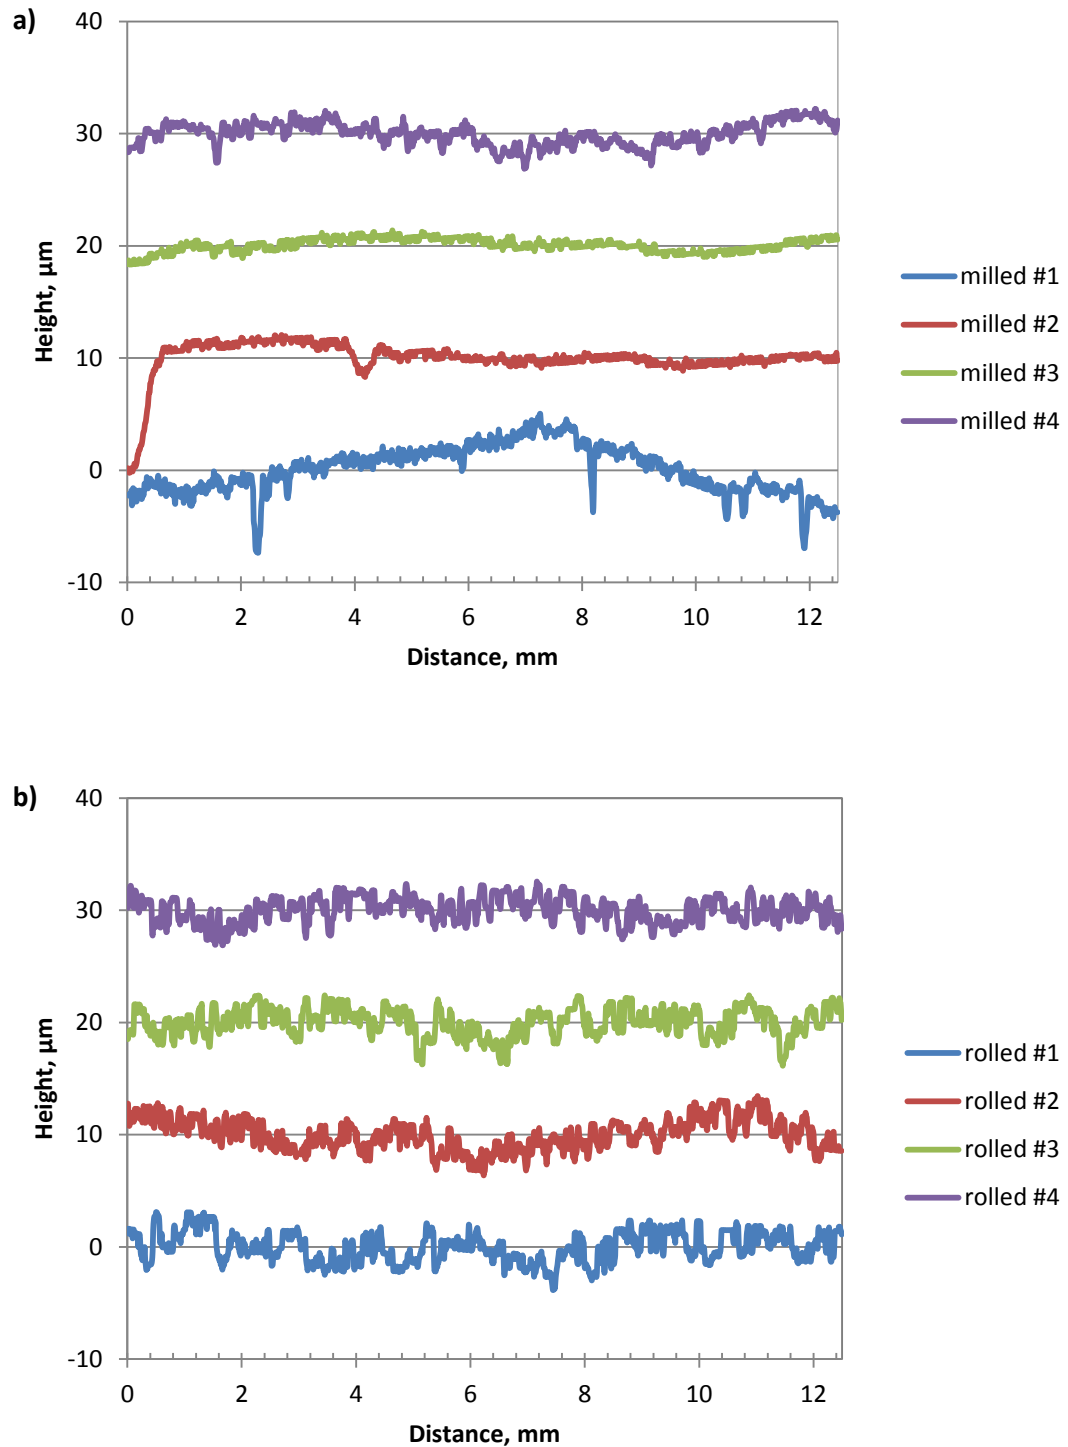 a)
40
30
20
10
0
-10
Height, µm
0 2 4 6 8 10 12
Distance, mm
milled #1
milled #2
milled #3
milled #4
b)
40
30
20
10
0
-10
Height, µm
0 2 4 6 8 10 12
Distance, mm
rolled #1
rolled #2
rolled #3
rolled #4